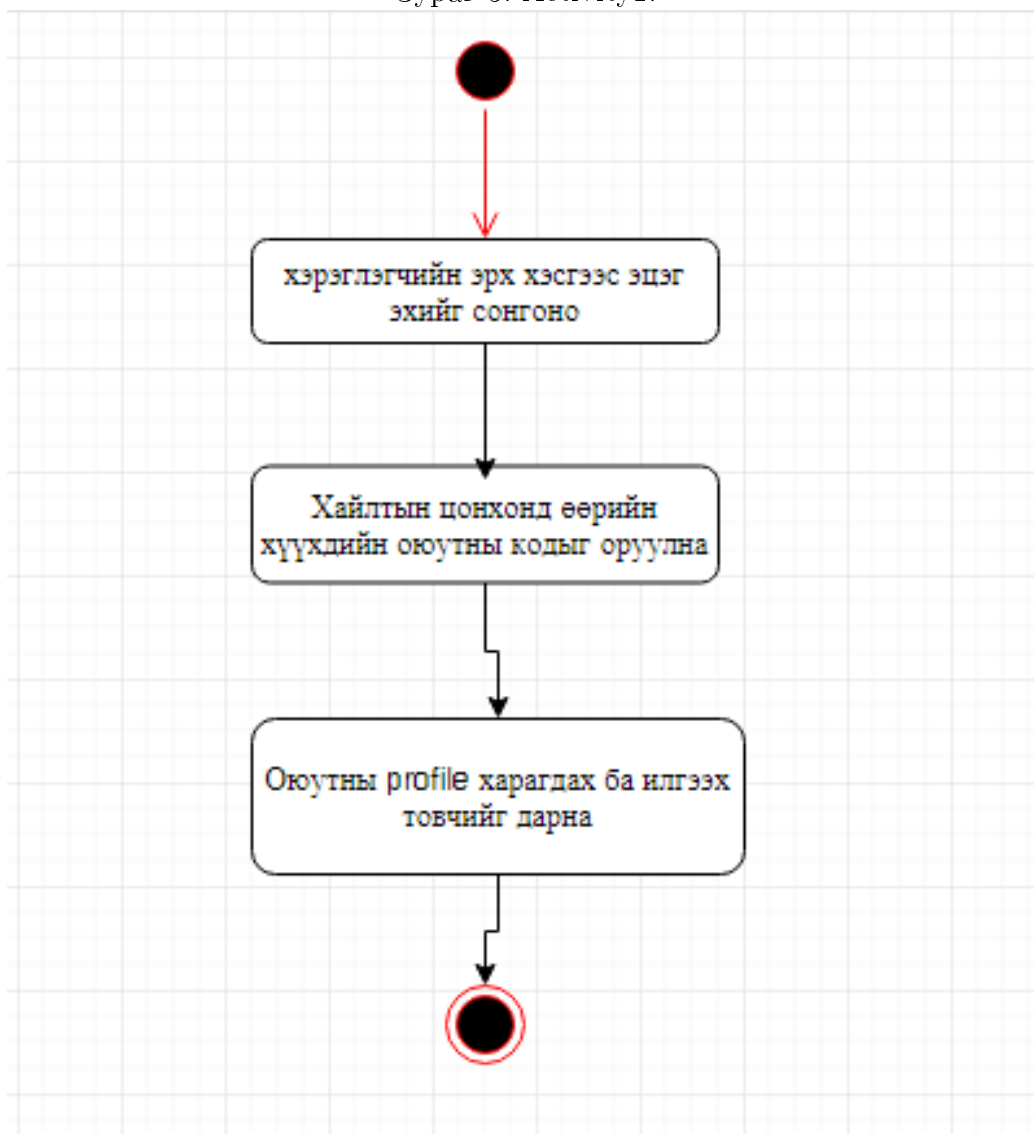 хэрэглэгчийн эрх хэсгээс эцэг
эхийг сонгоно
Хайлтын цонхонд өөрийн
хүүхдийн оюутны кодыг оруулна
Оюутны profile харагдах ба илгээх
товчийг дарна